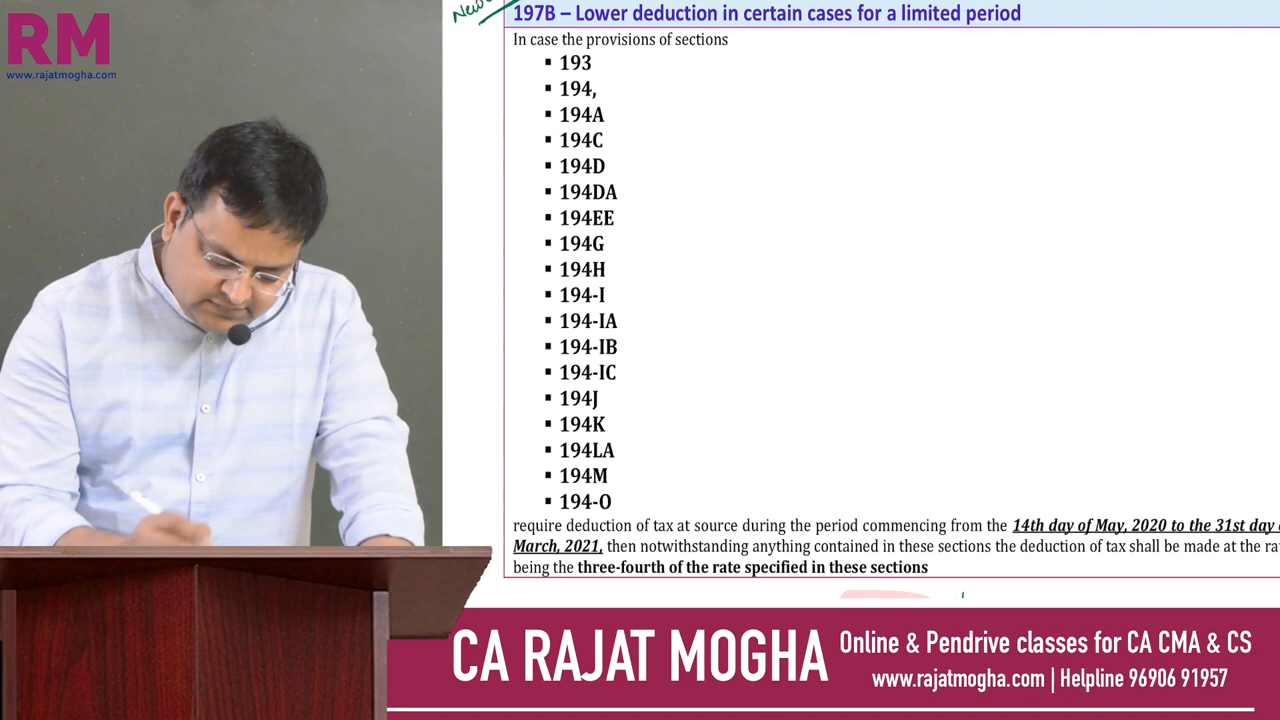 RM
www.rajatmogha.com
New
197B – Lower deduction in certain cases for a limited period
In case the provisions of sections
▪ 193
▪ 194,
▪ 194A
▪ 194C
▪ 194D
▪ 194DA
▪ 194EE
▪ 194G
▪ 194H
▪ 194-I
▪ 194-IA
▪ 194-IB
▪ 194-IC
▪ 194J
▪ 194K
▪ 194LA
▪ 194M
▪ 194-O
require deduction of tax at source during the period commencing from the 14th day of May, 2020 to the 31st day
March, 2021, then notwithstanding anything contained in these sections the deduction of tax shall be made at the
being the three-fourth of the rate specified in these sections
CA RAJAT MOGHA
Online & Pendrive classes for CA CMA & CS
www.rajatmogha.com | Helpline 96906 91957